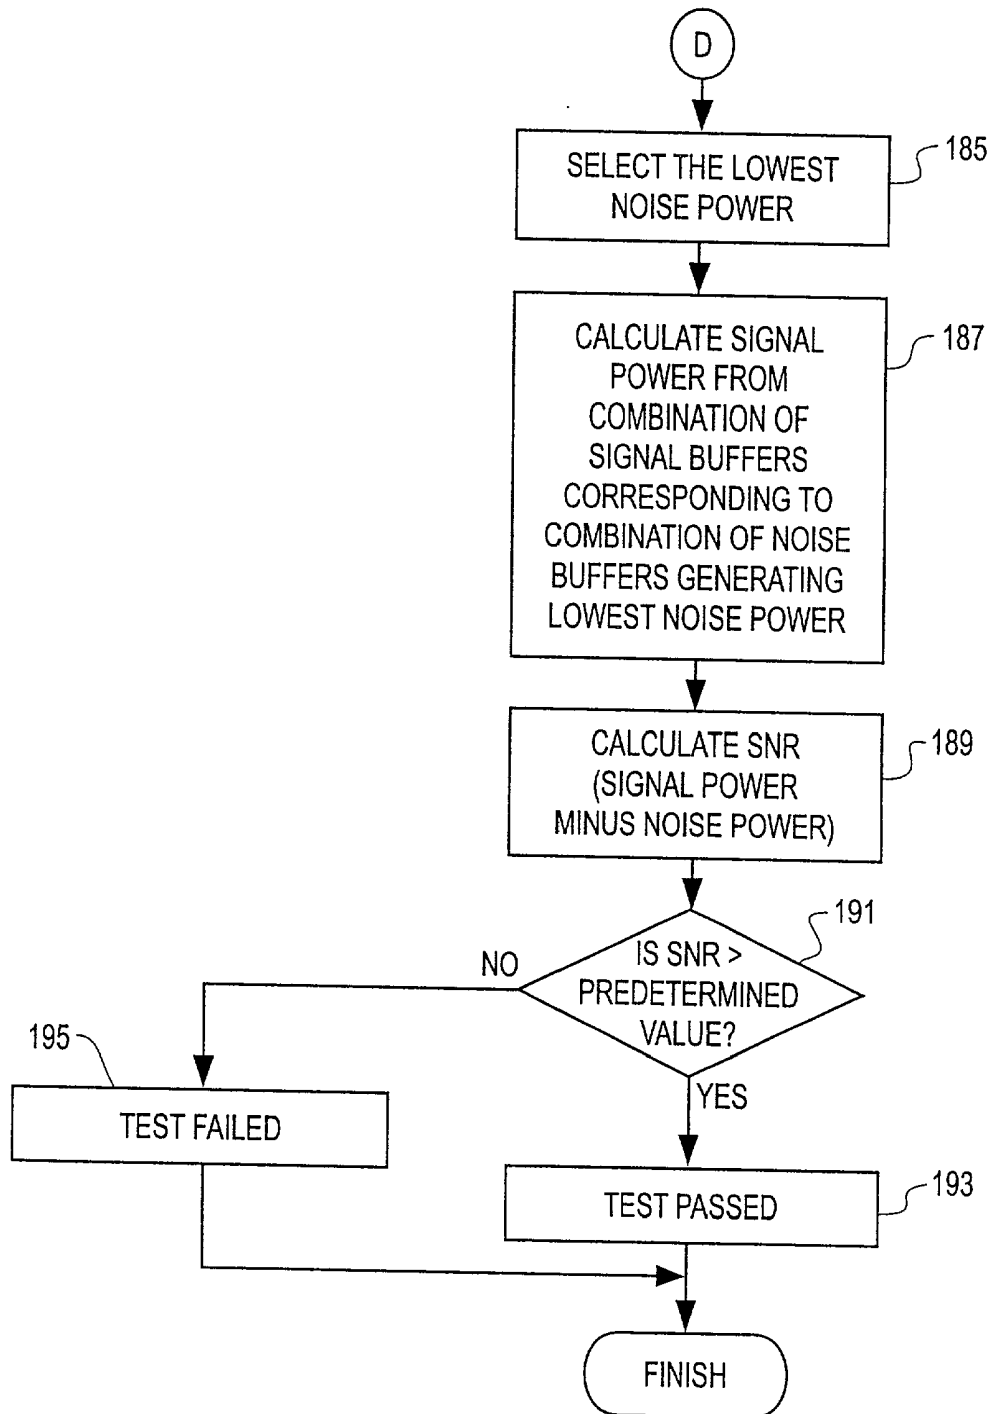 D
SELECT THE LOWEST
NOISE POWER
185
CALCULATE SIGNAL
POWER FROM
COMBINATION OF
SIGNAL BUFFERS
CORRESPONDING TO
COMBINATION OF NOISE
BUFFERS GENERATING
LOWEST NOISE POWER
187
CALCULATE SNR
(SIGNAL POWER
MINUS NOISE POWER)
189
IS SNR >
PREDETERMINED
VALUE?
191
NO
YES
195
TEST FAILED
TEST PASSED
193
FINISH